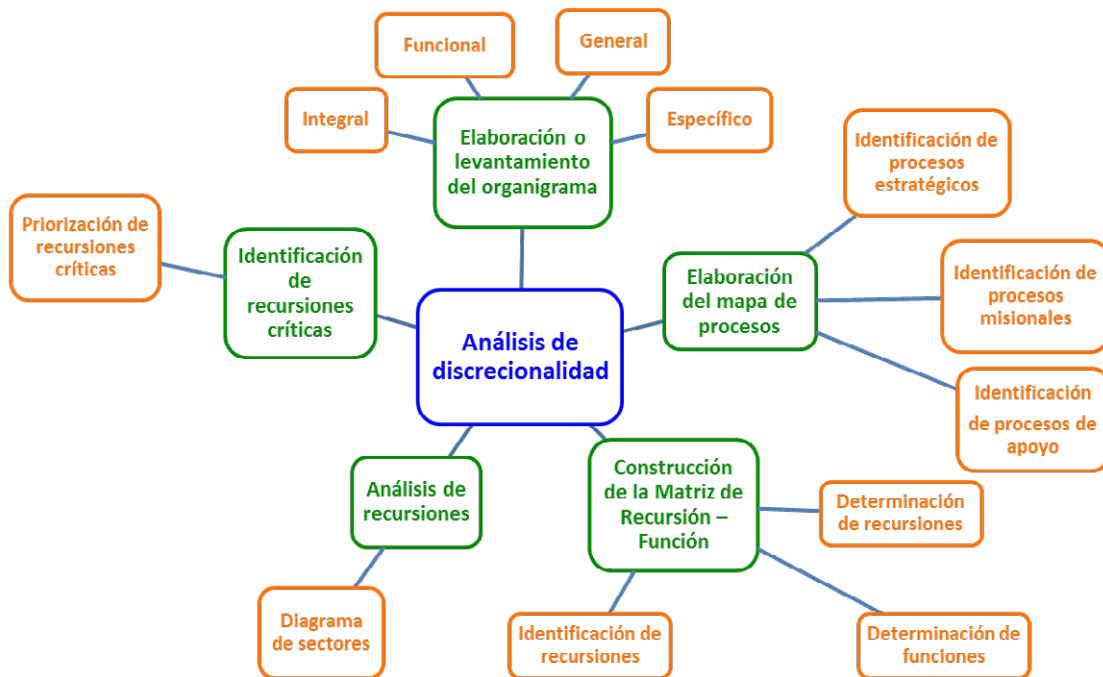 Funcional
General
Integral
Específico
Elaboración o
levantamiento
del organigrama
Identificación de
procesos
estratégicos
Priorización de
recursiones
críticas
Identificación
de
recursiones
críticas
Elaboración
del mapa de
procesos
Identificación de
procesos
misionales
Análisis de
discrecionalidad
Identificación
de procesos de
apoyo
Análisis de
recursiones
Construcción
de la Matriz de
Recursión –
Función
Determinación
de recursiones
Diagrama
de sectores
Identificación de
recursiones
Determinación de
funciones